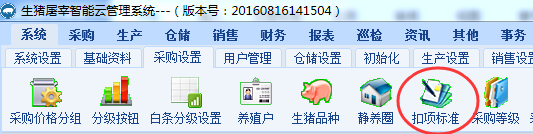 生猪屠宰智能云管理系统---（版本号：20160816141504）
系统 采购 生产 仓储 销售 财务 报表 巡检 资讯 其他 事务
系统设置 基础资料 采购设置 用户管理 仓储设置 初始化 生产设置 销售设
采购价格分组 分级按钮 白条分级设置 养殖户 生猪品种 静养圈 扣项标准 采购等级